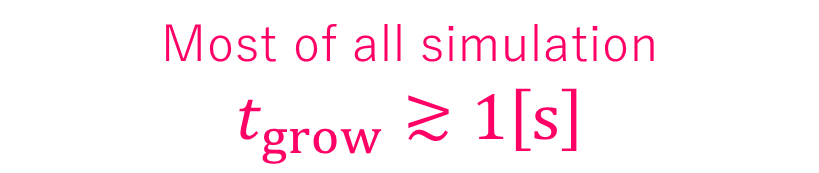 Most of all simulation
t_grow ≳ 1[s]